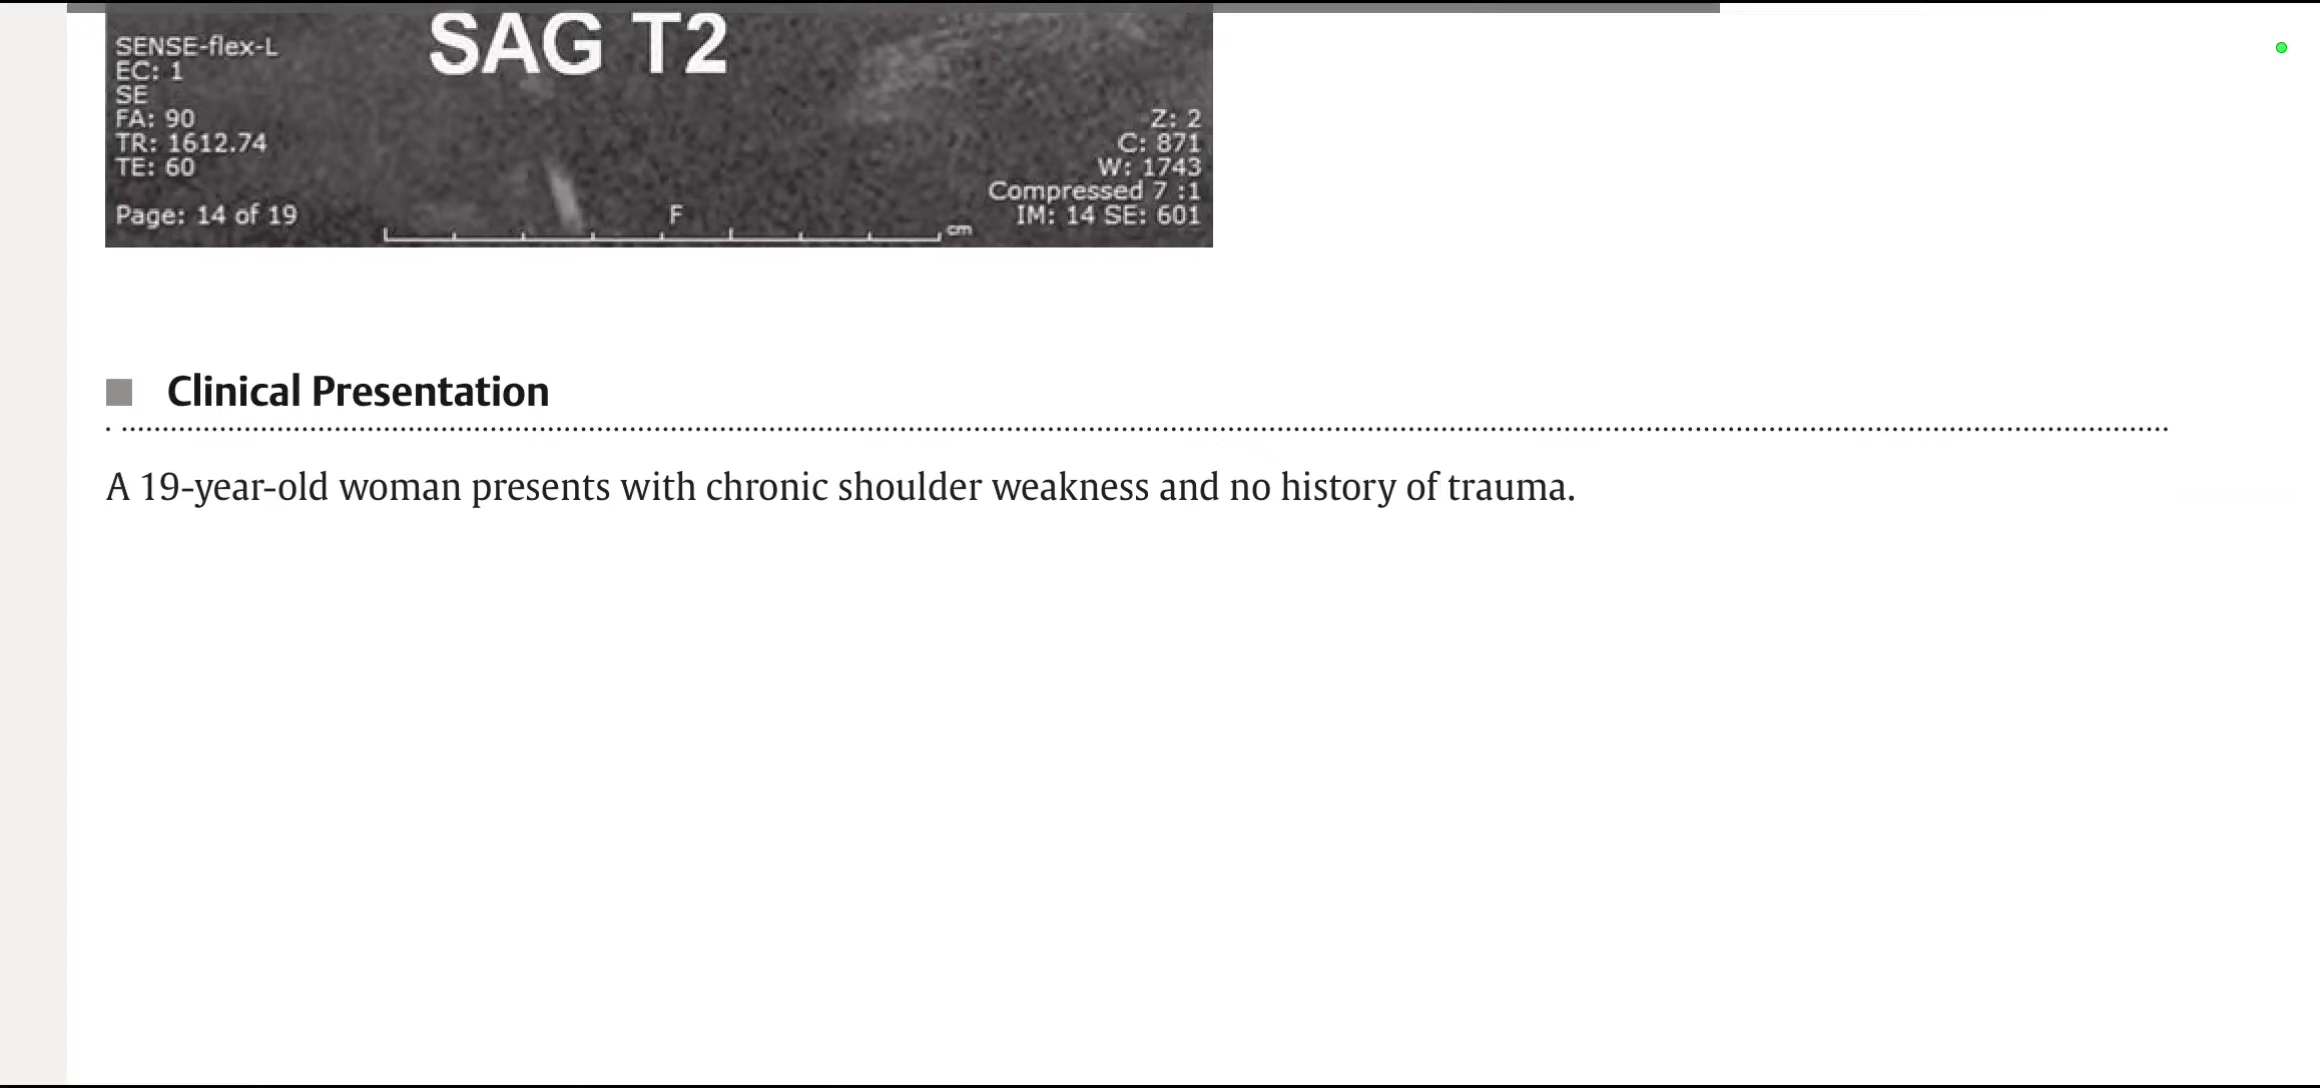 SAG T2
SENSE-flex-L
EC: 1
SE
FA: 90
TR: 1612.74
TE: 60
Page: 14 of 19
F
cm
Z: 2
C: 871
W: 1743
Compressed 7 :1
IM: 14 SE: 601
Clinical Presentation
A 19-year-old woman presents with chronic shoulder weakness and no history of trauma.